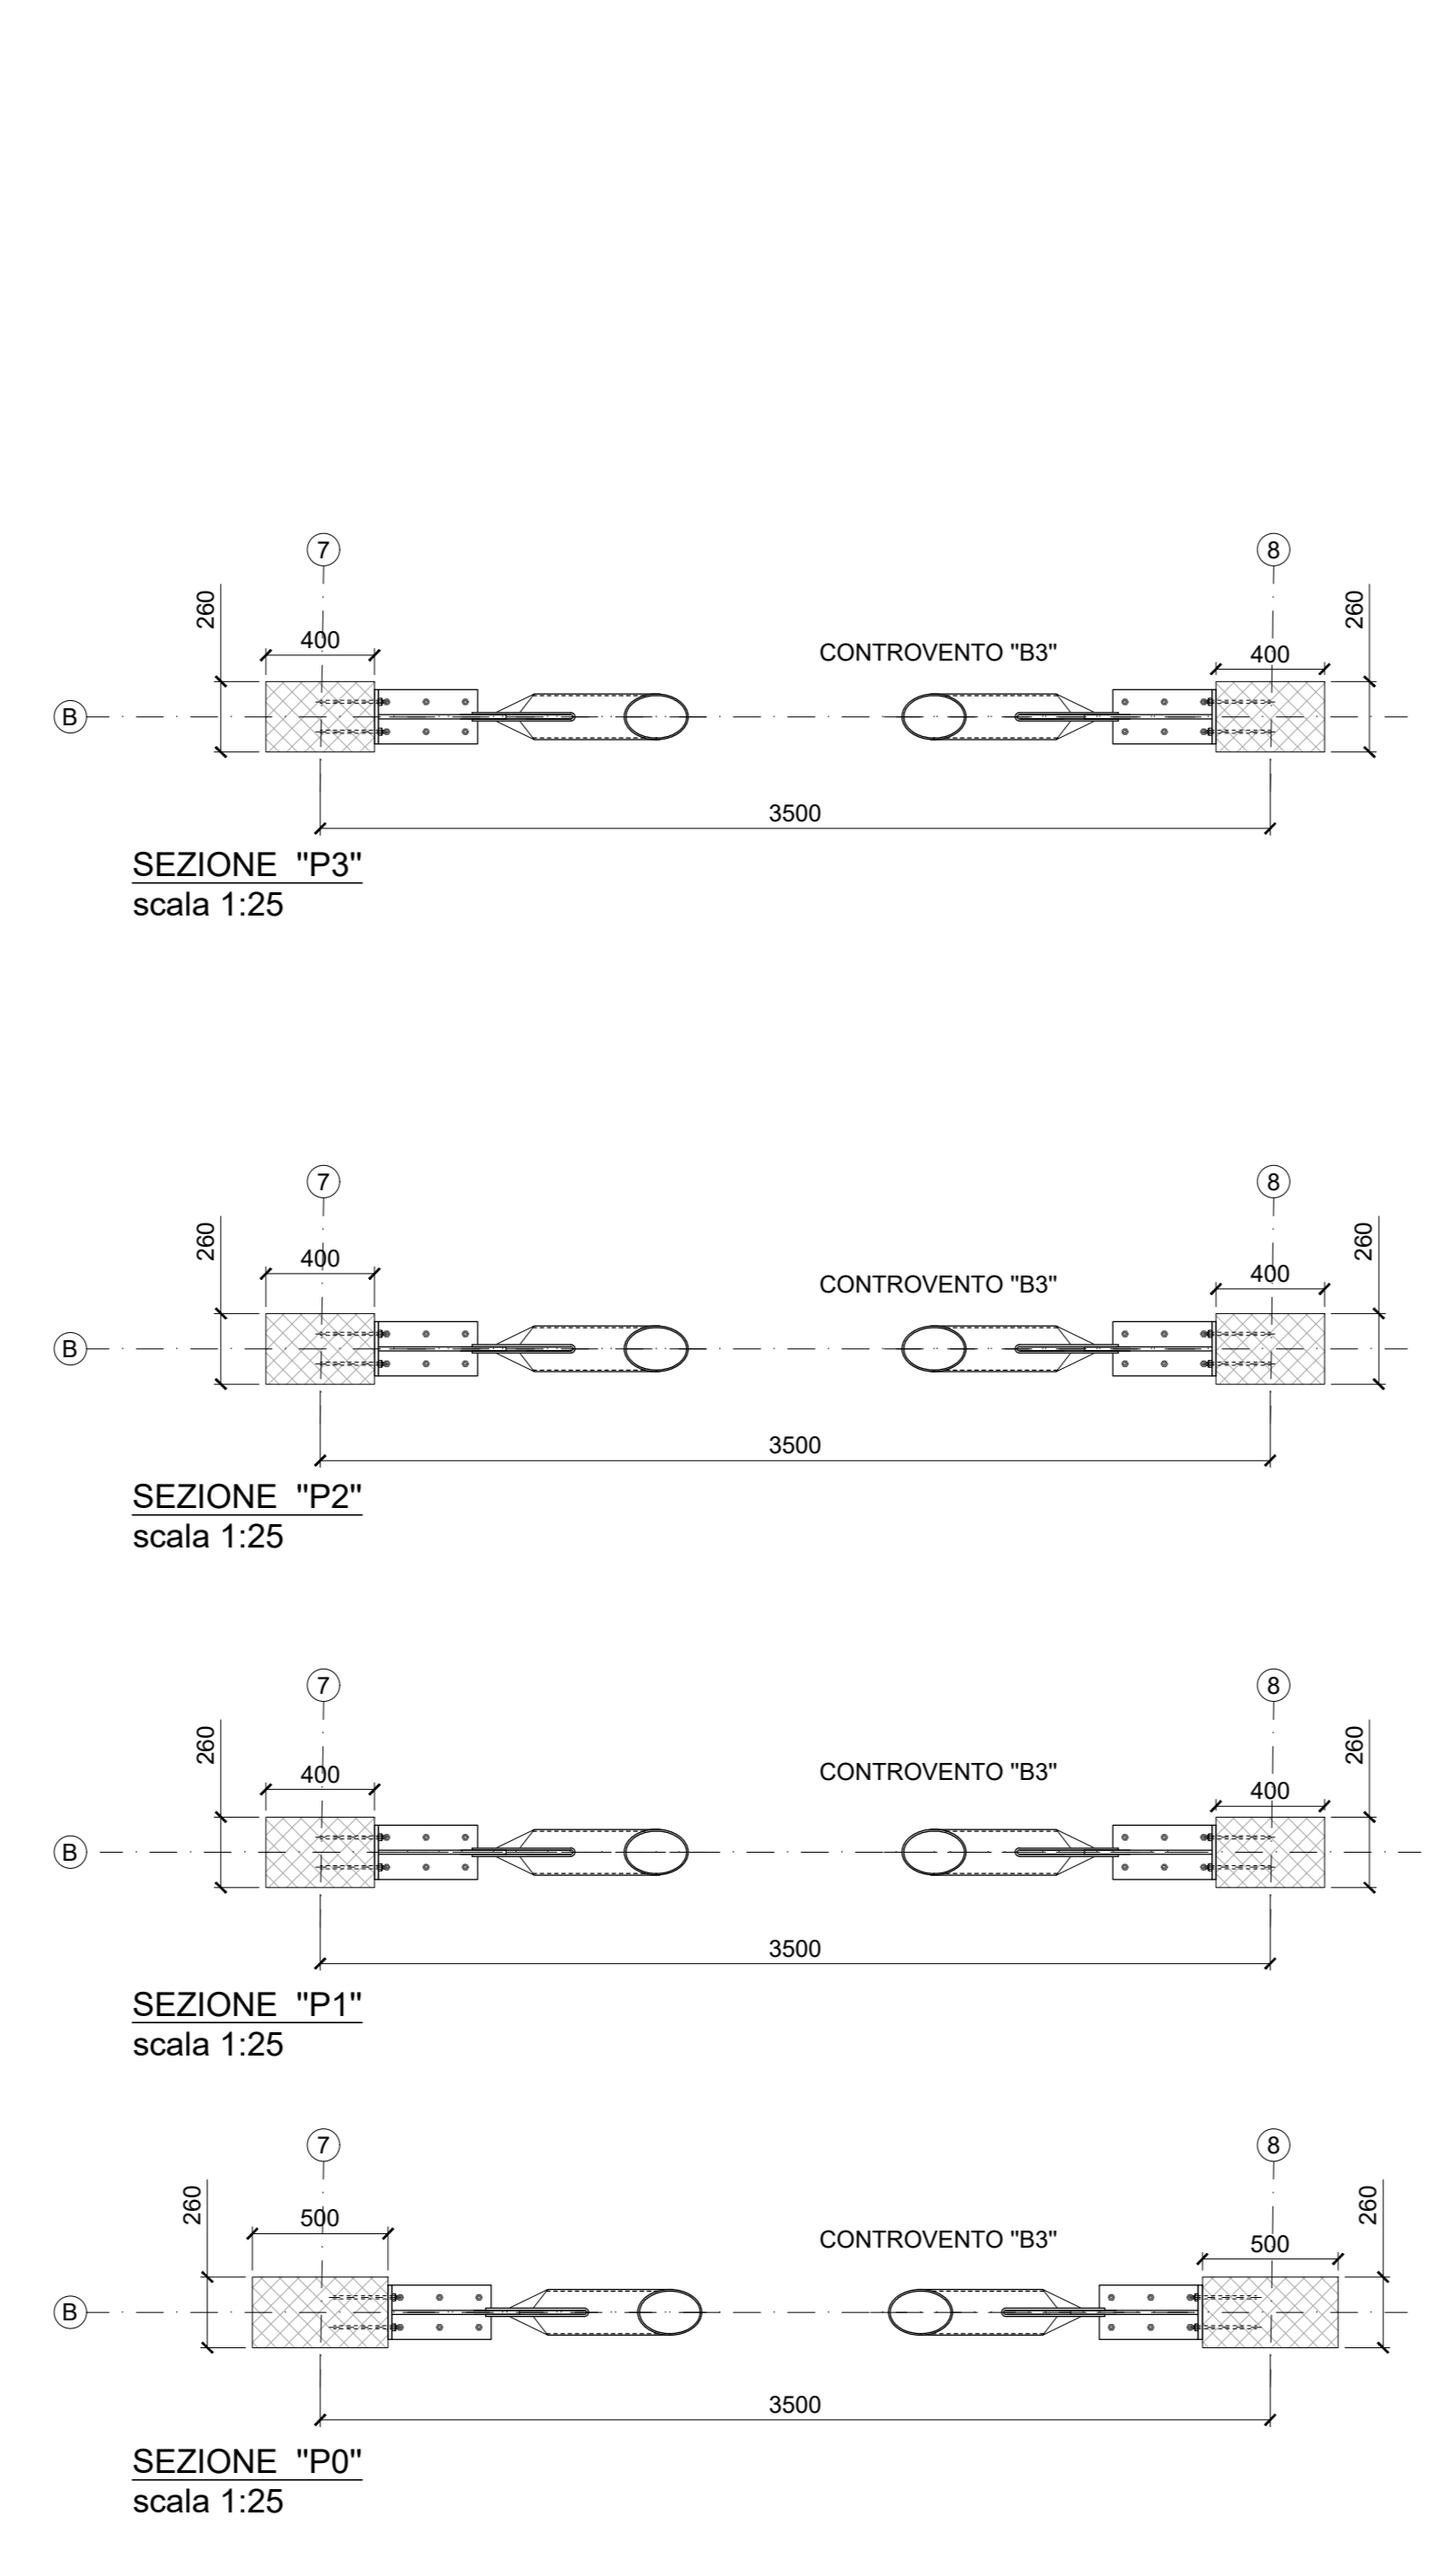 7
8
260
400
CONTROVENTO "B3"
400
260
B
3500
SEZIONE "P3"
scala 1:25
7
8
260
400
CONTROVENTO "B3"
400
260
B
3500
SEZIONE "P2"
scala 1:25
7
8
260
400
CONTROVENTO "B3"
400
260
B
3500
SEZIONE "P1"
scala 1:25
7
8
260
500
CONTROVENTO "B3"
500
260
B
3500
SEZIONE "P0"
scala 1:25